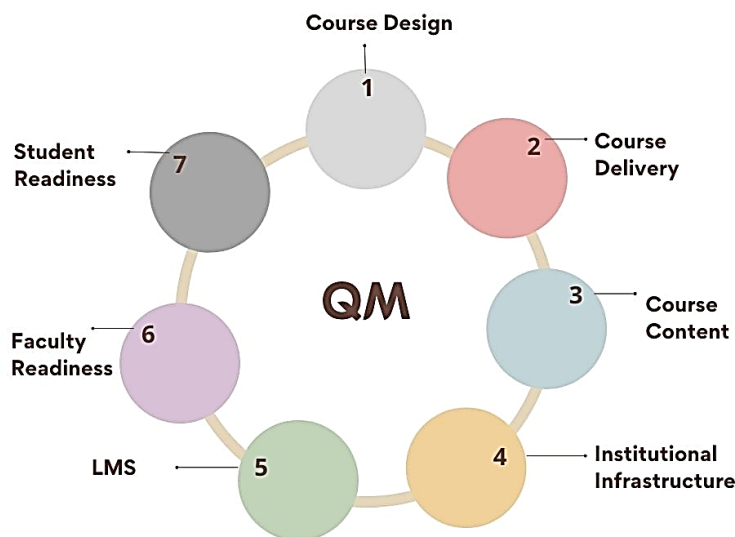 Course Design
1
2
Course
Delivery
3
Course
Content
4
Institutional
Infrastructure
5
LMS
6
Faculty
Readiness
7
Student
Readiness
QM